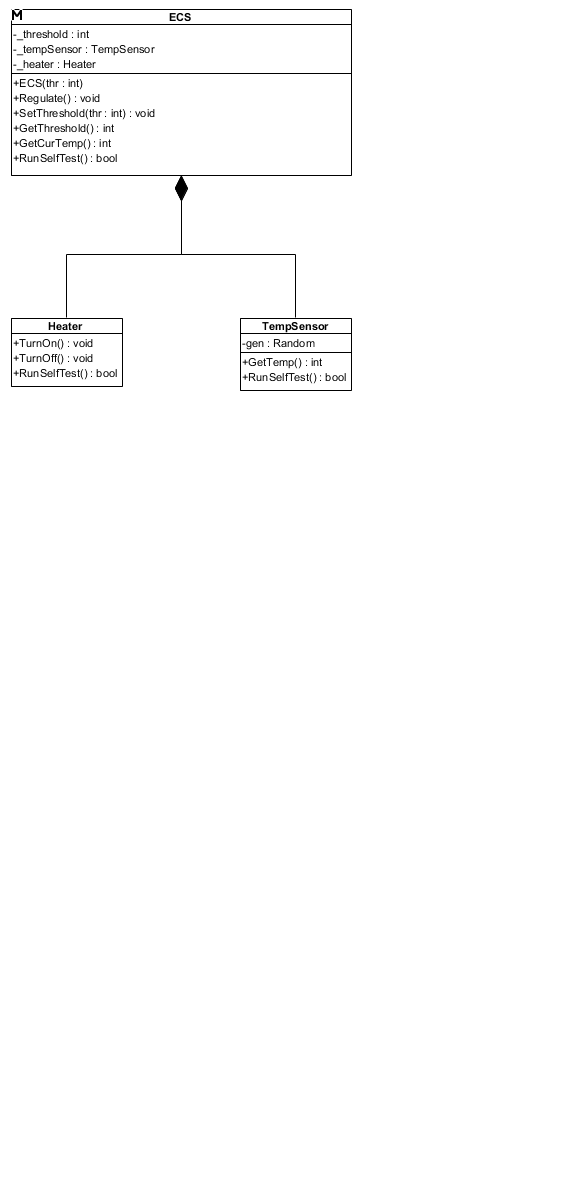 M
ECS
-_threshold : int
-_tempSensor : TempSensor
-_heater : Heater
+ECS(thr : int)
+Regulate() : void
+SetThreshold(thr : int) : void
+GetThreshold() : int
+GetCurTemp() : int
+RunSelfTest() : bool
Heater
+TurnOn() : void
+TurnOff() : void
+RunSelfTest() : bool
TempSensor
-gen : Random
+GetTemp() : int
+RunSelfTest() : bool